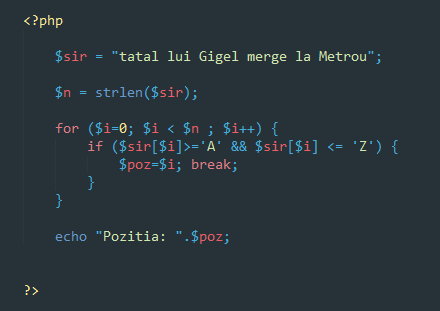 <?php
$sir = "tatal lui Gigel merge la Metrou";
$n = strlen($sir);
for ($i=0; $i < $n ; $i++) {
if ($sir[$i]>='A' && $sir[$i] <= 'Z') {
$poz=$i; break;
}
}
echo "Pozitia: ".$poz;
?>